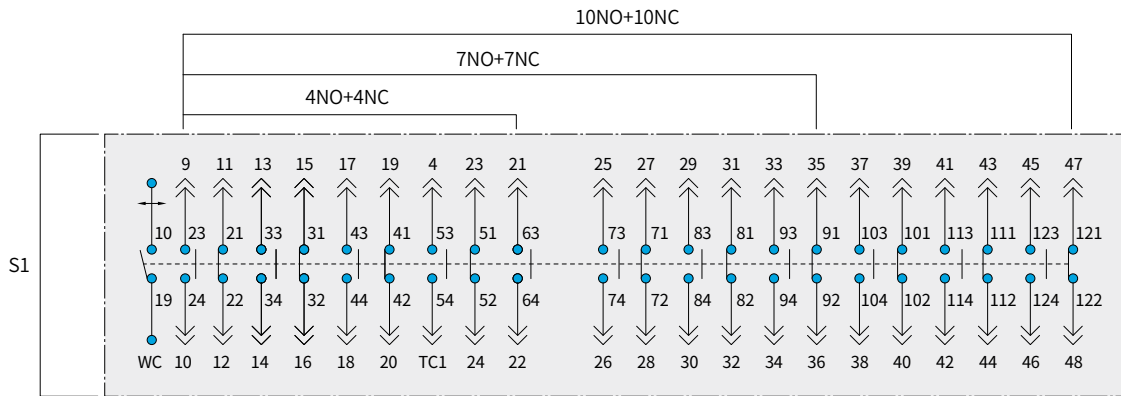 10NO+10NC
7NO+7NC
4NO+4NC
9 11 13 15 17 19 4 23 21 25 27 29 31 33 35 37 39 41 43 45 47
10 23 21 33 31 43 41 53 51 63 73 71 83 81 93 91 103 101 113 111 123 121
S1
19 24 22 34 32 44 42 54 52 64 74 72 84 82 94 92 104 102 114 112 124 122
WC 10 12 14 16 18 20 TC1 24 22 26 28 30 32 34 36 38 40 42 44 46 48